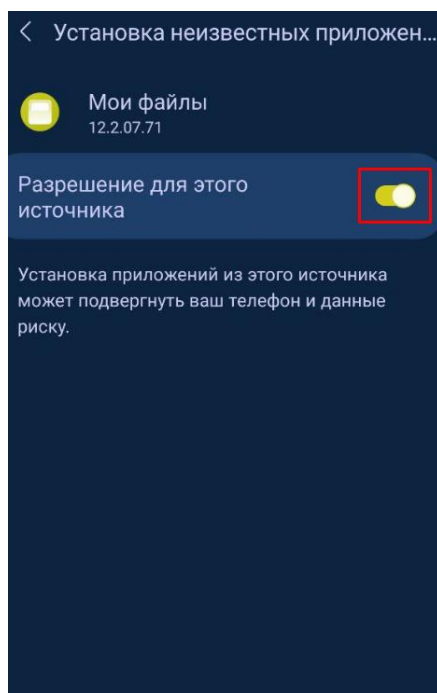 Установка неизвестных приложен...
Мои файлы
12.2.07.71
Разрешение для этого
источника
Установка приложений из этого источника
может подвергнуть ваш телефон и данные
риску.